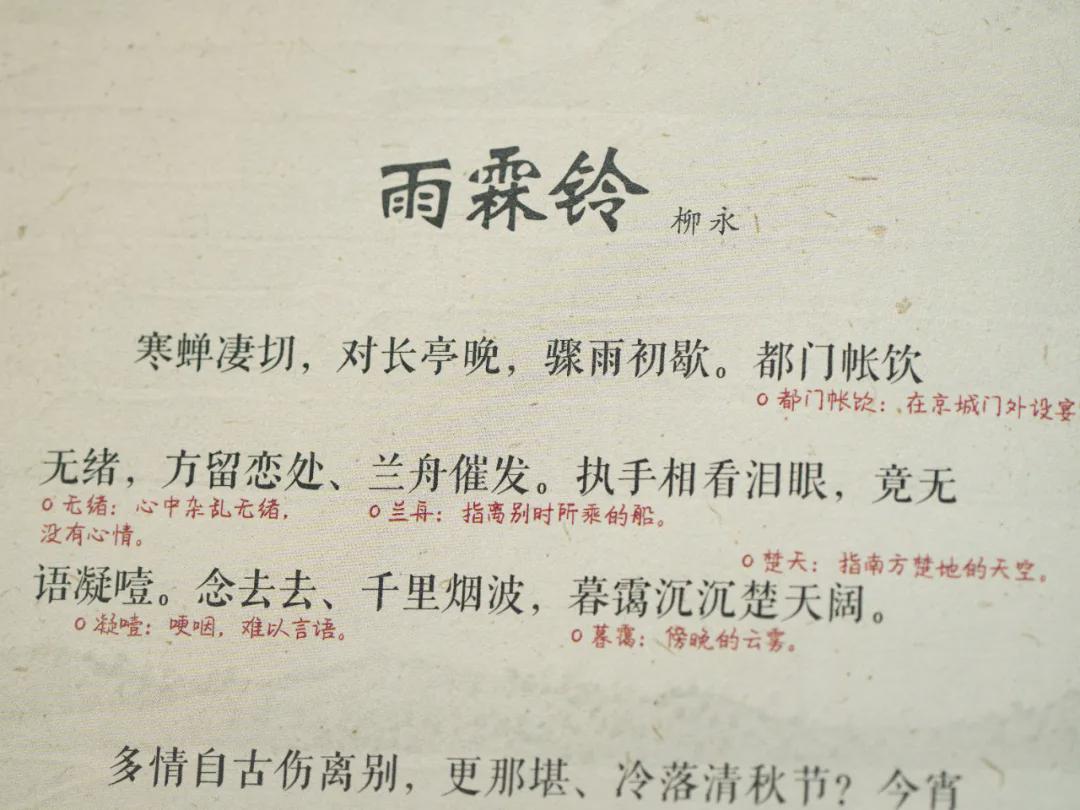 雨霖铃 柳永
寒蝉凄切，对长亭晚，骤雨初歇。都门帐饮
○都门帐饮：在京城门外设宴
无绪，方留恋处、兰舟催发。执手相看泪眼，竟无
○无绪：心中杂乱无绪， ○兰舟：指离别时所乘的船。
没有心情。
○楚天：指南方楚地的天空。
语凝噎。念去去、千里烟波，暮霭沉沉楚天阔。
○凝噎：哽咽，难以言语。 ○暮霭：傍晚的云雾。
多情自古伤离别，更那堪、冷落清秋节？今宵